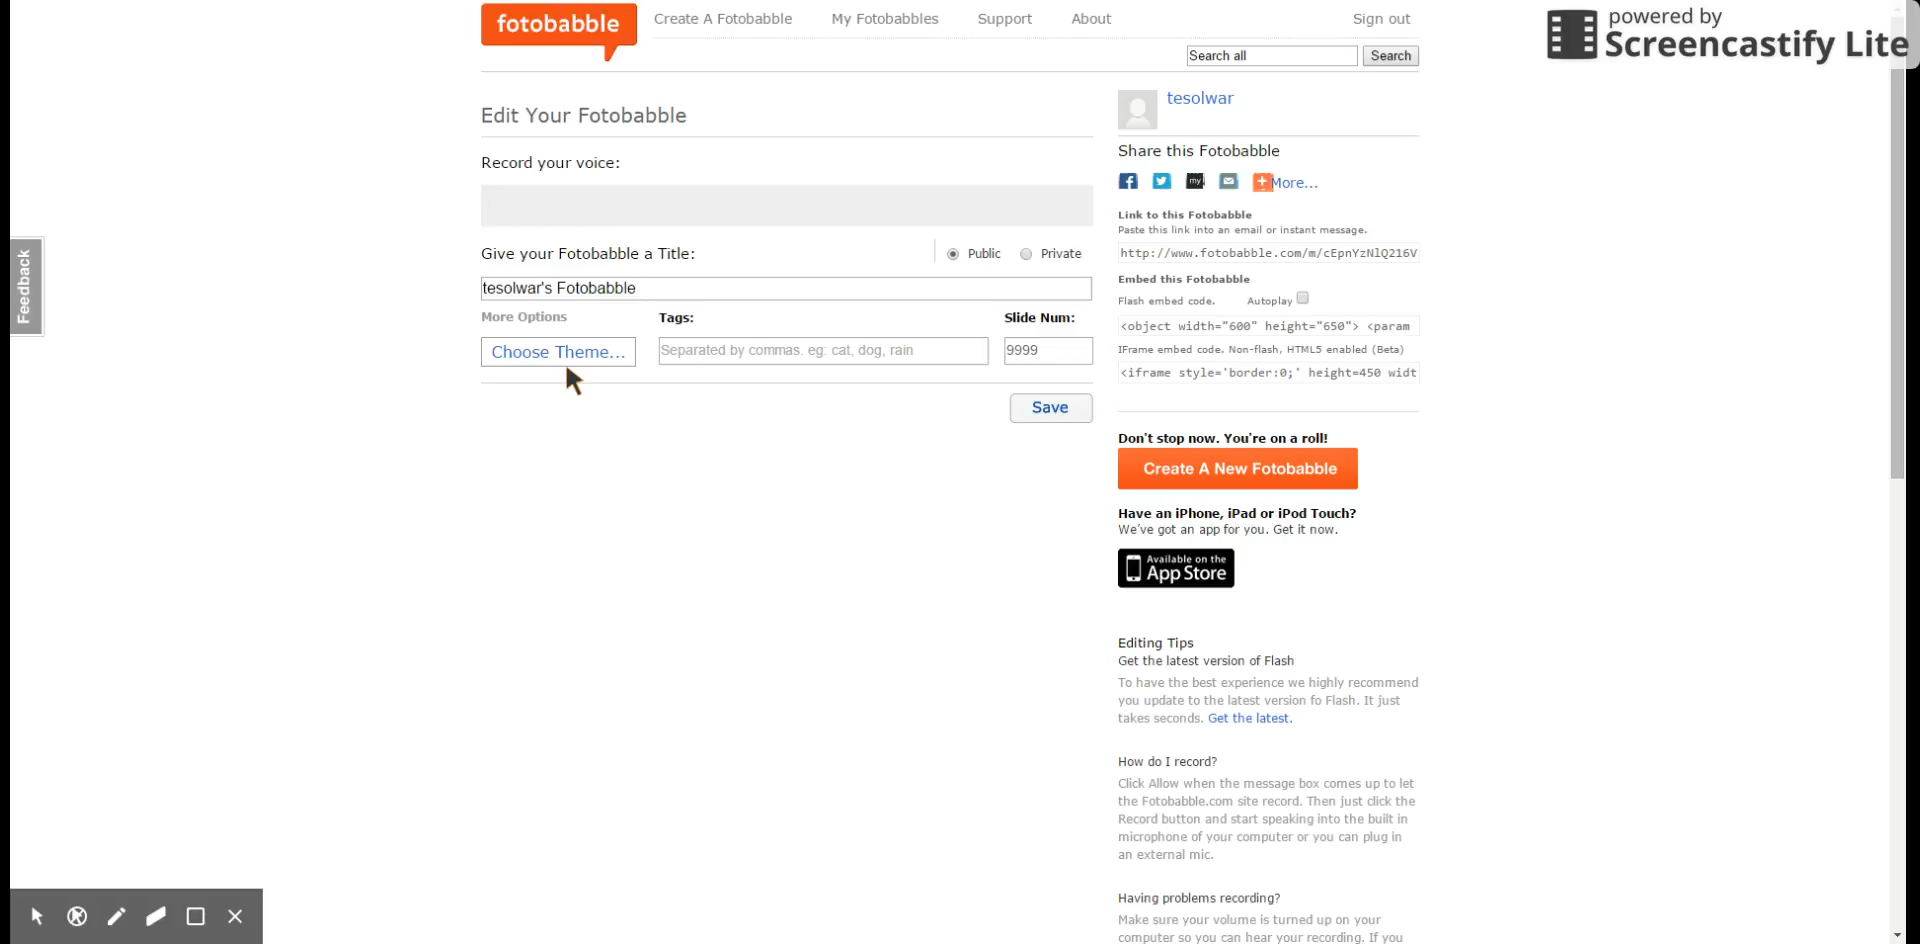 fotobabble
Create A Fotobabble My Fotobabbles Support About Sign out
powered by
Screencastify Lite
Search all Search
Edit Your Fotobabble
Record your voice:
Give your Fotobabble a Title: Public Private
tesolwar's Fotobabble
More Options Tags: Slide Num:
Choose Theme... Separated by commas. eg: cat, dog, rain 9999
Save
Feedback
tesolwar
Share this Fotobabble
my More...
Link to this Fotobabble
Paste this link into an email or instant message.
http://www.fotobabble.com/m/cEpnYzNlQ216V
Embed this Fotobabble
Flash embed code. Autoplay
<object width="600" height="650"> <param
IFrame embed code. Non-flash, HTML5 enabled (Beta)
<iframe style='border:0;' height=450 widt
Don't stop now. You're on a roll!
Create A New Fotobabble
Have an iPhone, iPad or iPod Touch?
We've got an app for you. Get it now.
Available on the
App Store
Editing Tips
Get the latest version of Flash
To have the best experience we highly recommend
you update to the latest version fo Flash. It just
takes seconds. Get the latest.
How do I record?
Click Allow when the message box comes up to let
the Fotobabble.com site record. Then just click the
Record button and start speaking into the built in
microphone of your computer or you can plug in
an external mic.
Having problems recording?
Make sure your volume is turned up on your
computer so you can hear your recording. If you